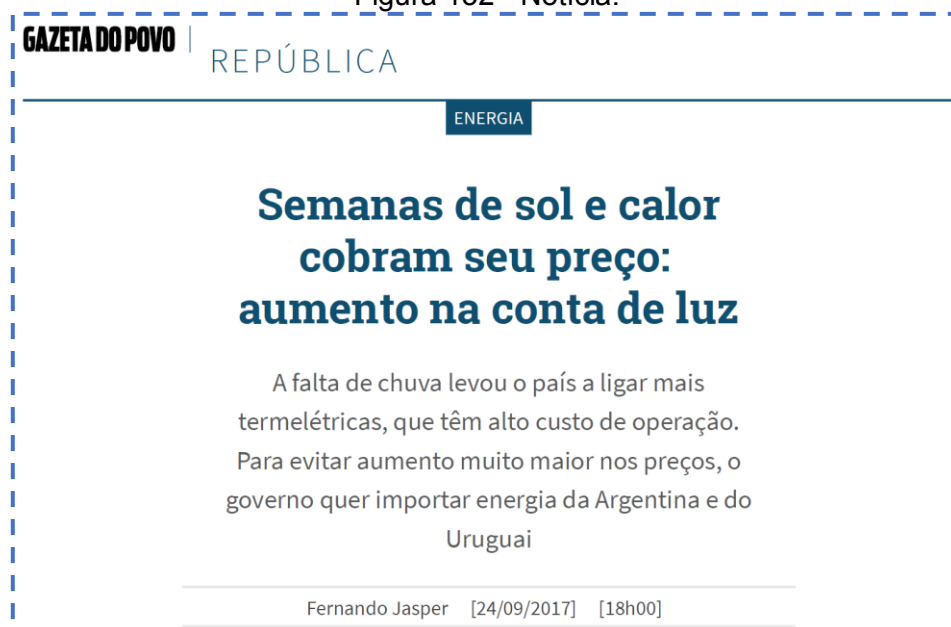 Figura 152 - Notícia.
GAZETA DO POVO
REPÚBLICA
ENERGIA
Semanas de sol e calor
cobram seu preço:
aumento na conta de luz
A falta de chuva levou o país a ligar mais
termelétricas, que têm alto custo de operação.
Para evitar aumento muito maior nos preços, o
governo quer importar energia da Argentina e do
Uruguai
Fernando Jasper [24/09/2017] [18h00]